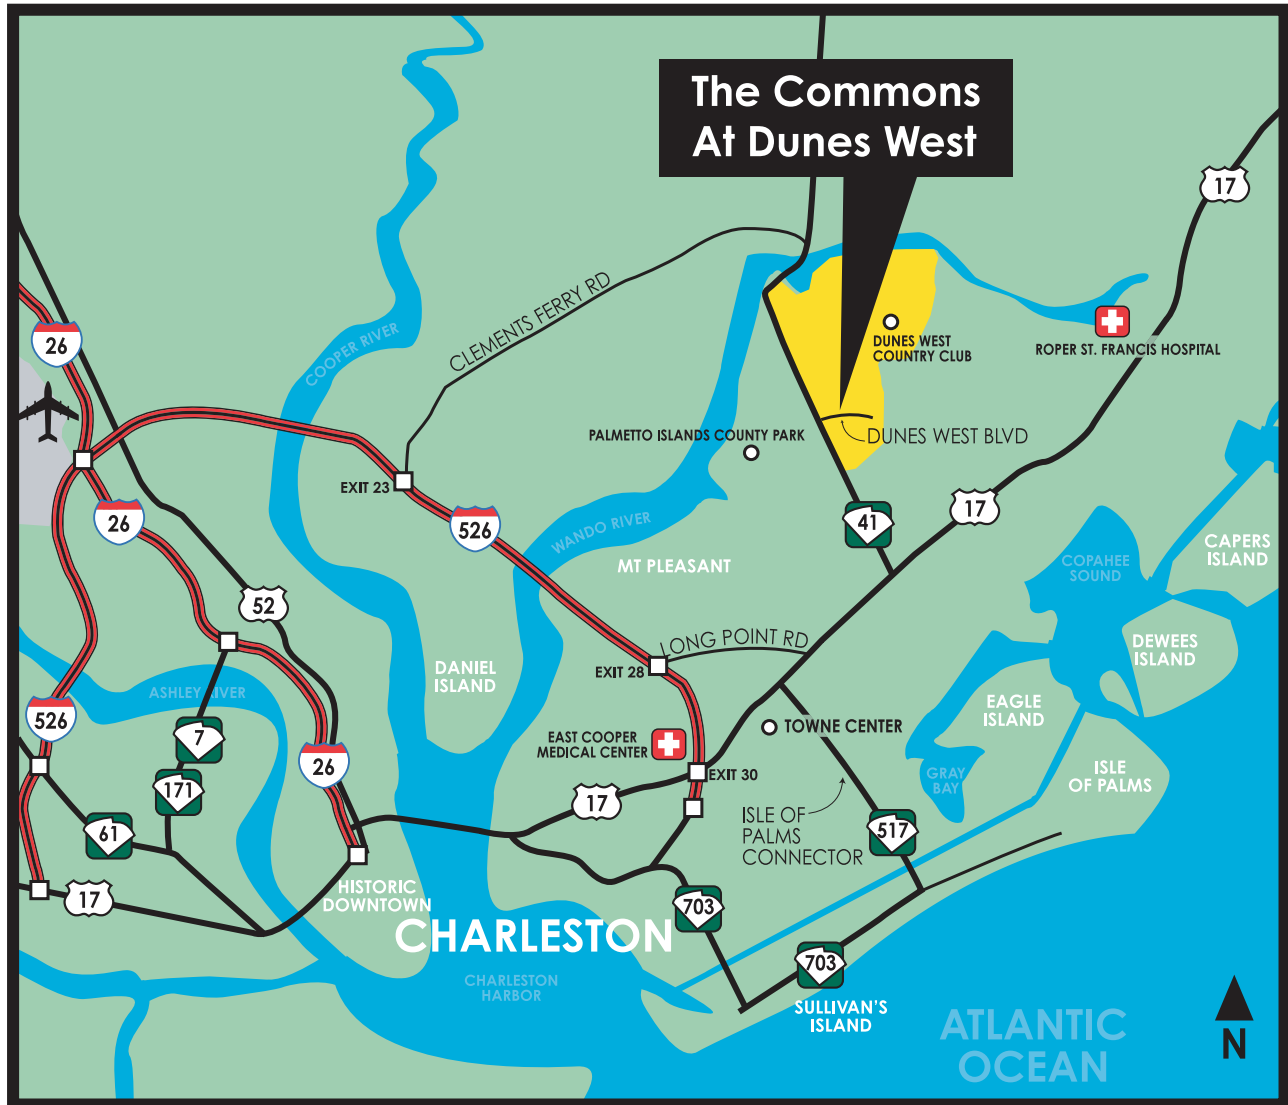 The Commons
At Dunes West
17
CLEMENTS FERRY RD
COOPER RIVER
26
DUNES WEST
COUNTRY CLUB
ROPER ST. FRANCIS HOSPITAL
PALMETTO ISLANDS COUNTY PARK
DUNES WEST BLVD
EXIT 23
26
526
WANDO RIVER
41
17
MT PLEASANT
COPAHEE
SOUND
CAPERS
ISLAND
52
LONG POINT RD
EXIT 28
DEWEES
ISLAND
DANIEL
ISLAND
ASHLEY RIVER
EAGLE
ISLAND
526
7
EAST COOPER
MEDICAL CENTER
TOWNE CENTER
26
171
EXIT 30
GRAY
BAY
ISLE
OF PALMS
17
61
ISLE OF
PALMS
CONNECTOR
517
17
HISTORIC
DOWNTOWN
703
CHARLESTON
703
CHARLESTON
HARBOR
SULLIVAN'S
ISLAND
ATLANTIC
OCEAN
N